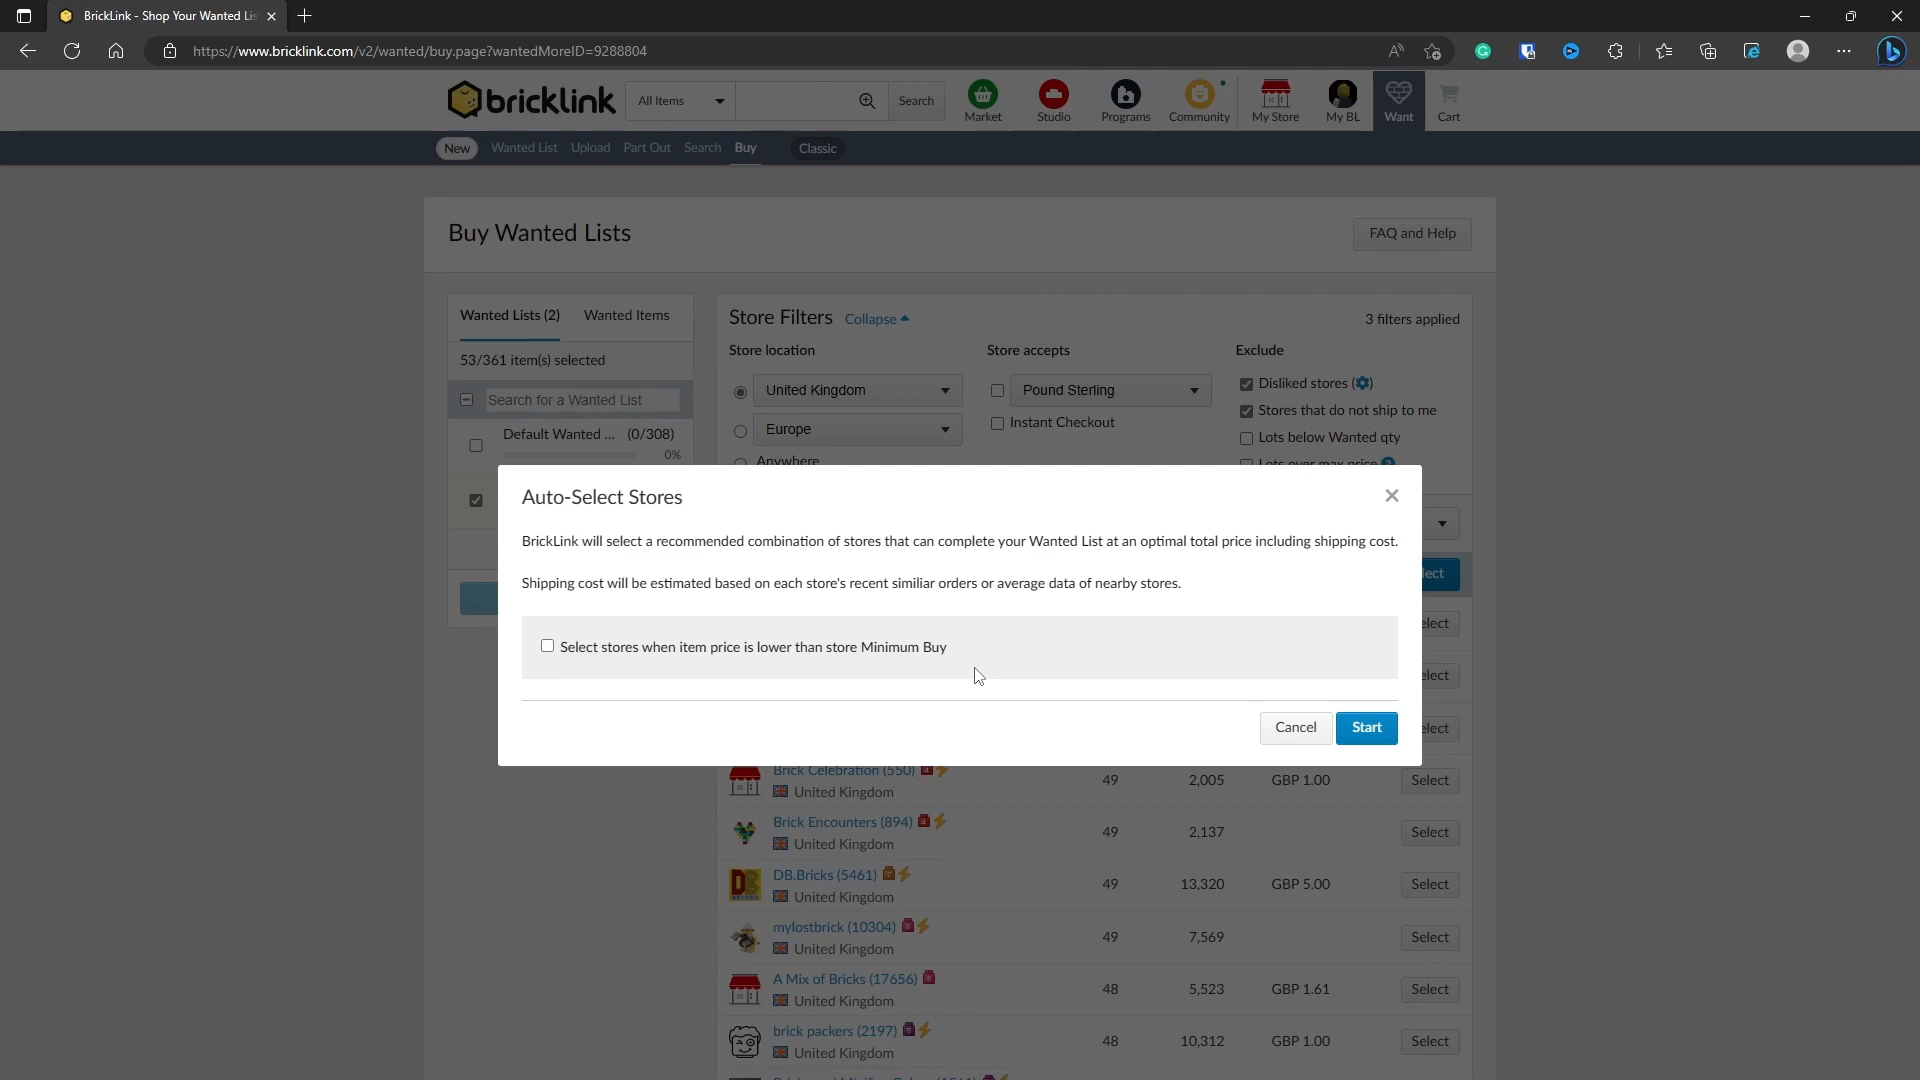 BrickLink - Shop Your Wanted Lis
https://www.bricklink.com/v2/wanted/buy.page?wantedMoreID=9288804
bricklink
All Items
Search
Market
Studio
Programs
Community
My Store
My BL
Want
Cart
New
Wanted List
Upload
Part Out
Search
Buy
Classic
Buy Wanted Lists
FAQ and Help
Wanted Lists (2)
Wanted Items
53/361 item(s) selected
Search for a Wanted List
Default Wanted ... (0/308)
0%
Store Filters Collapse
3 filters applied
Store location
Store accepts
Exclude
United Kingdom
Pound Sterling
Disliked stores
Stores that do not ship to me
Europe
Instant Checkout
Lots below Wanted qty
Anywhere
Lots over max price
Auto-Select Stores
BrickLink will select a recommended combination of stores that can complete your Wanted List at an optimal total price including shipping cost.
Shipping cost will be estimated based on each store's recent similiar orders or average data of nearby stores.
Select stores when item price is lower than store Minimum Buy
Cancel
Start
lect
elect
elect
elect
Brick Celebration (550)
United Kingdom
49 2,005 GBP 1.00 Select
Brick Encounters (894)
United Kingdom
49 2,137 Select
DB.Bricks (5461)
United Kingdom
49 13,320 GBP 5.00 Select
mylostbrick (10304)
United Kingdom
49 7,569 Select
A Mix of Bricks (17656)
United Kingdom
48 5,523 GBP 1.61 Select
brick packers (2197)
United Kingdom
48 10,312 GBP 1.00 Select